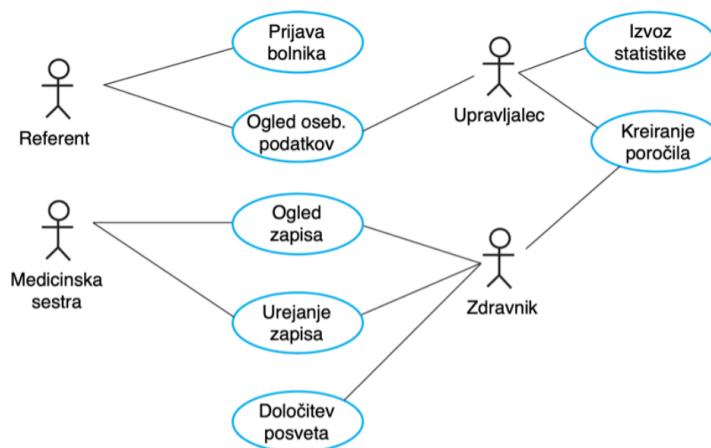 Prijava
bolnika
Izvoz
statistike
Referent
Ogled oseb.
podatkov
Upravljalec
Kreiranje
poročila
Ogled
zapisa
Medicinska
sestra
Urejanje
zapisa
Zdravnik
Določitev
posveta